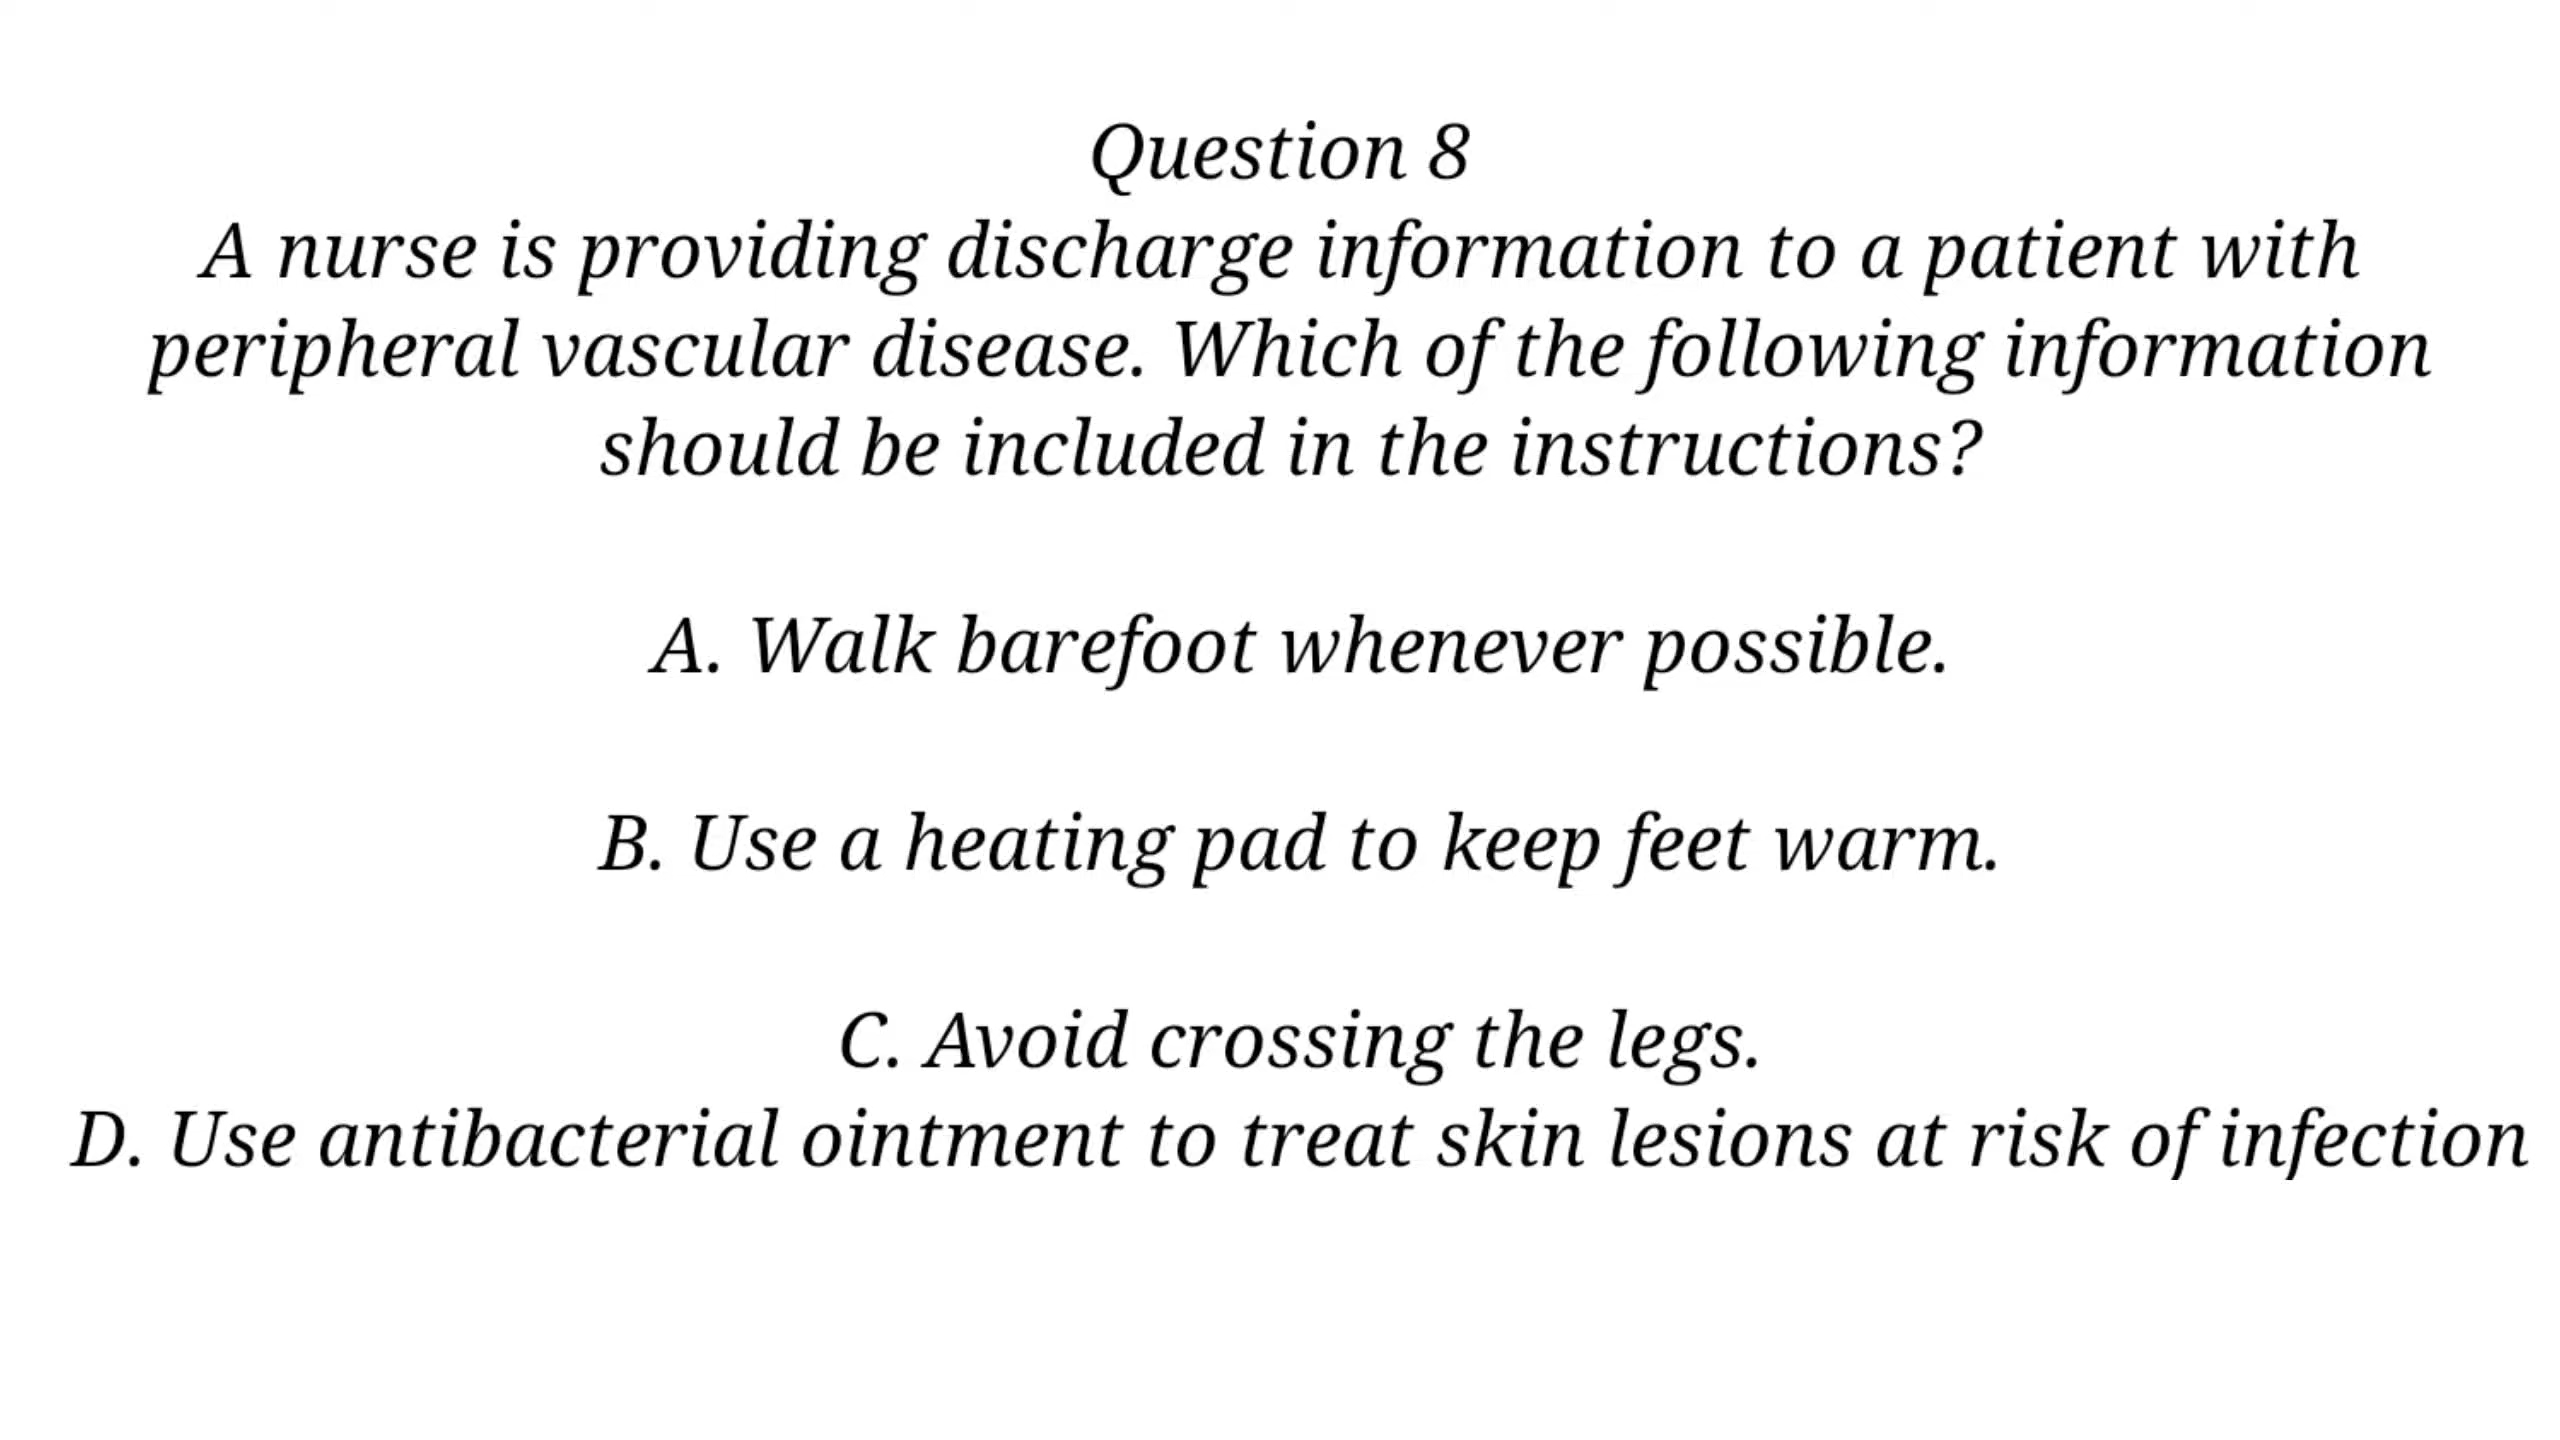 Question 8
A nurse is providing discharge information to a patient with
peripheral vascular disease. Which of the following information
should be included in the instructions?
A. Walk barefoot whenever possible.
B. Use a heating pad to keep feet warm.
C. Avoid crossing the legs.
D. Use antibacterial ointment to treat skin lesions at risk of infection